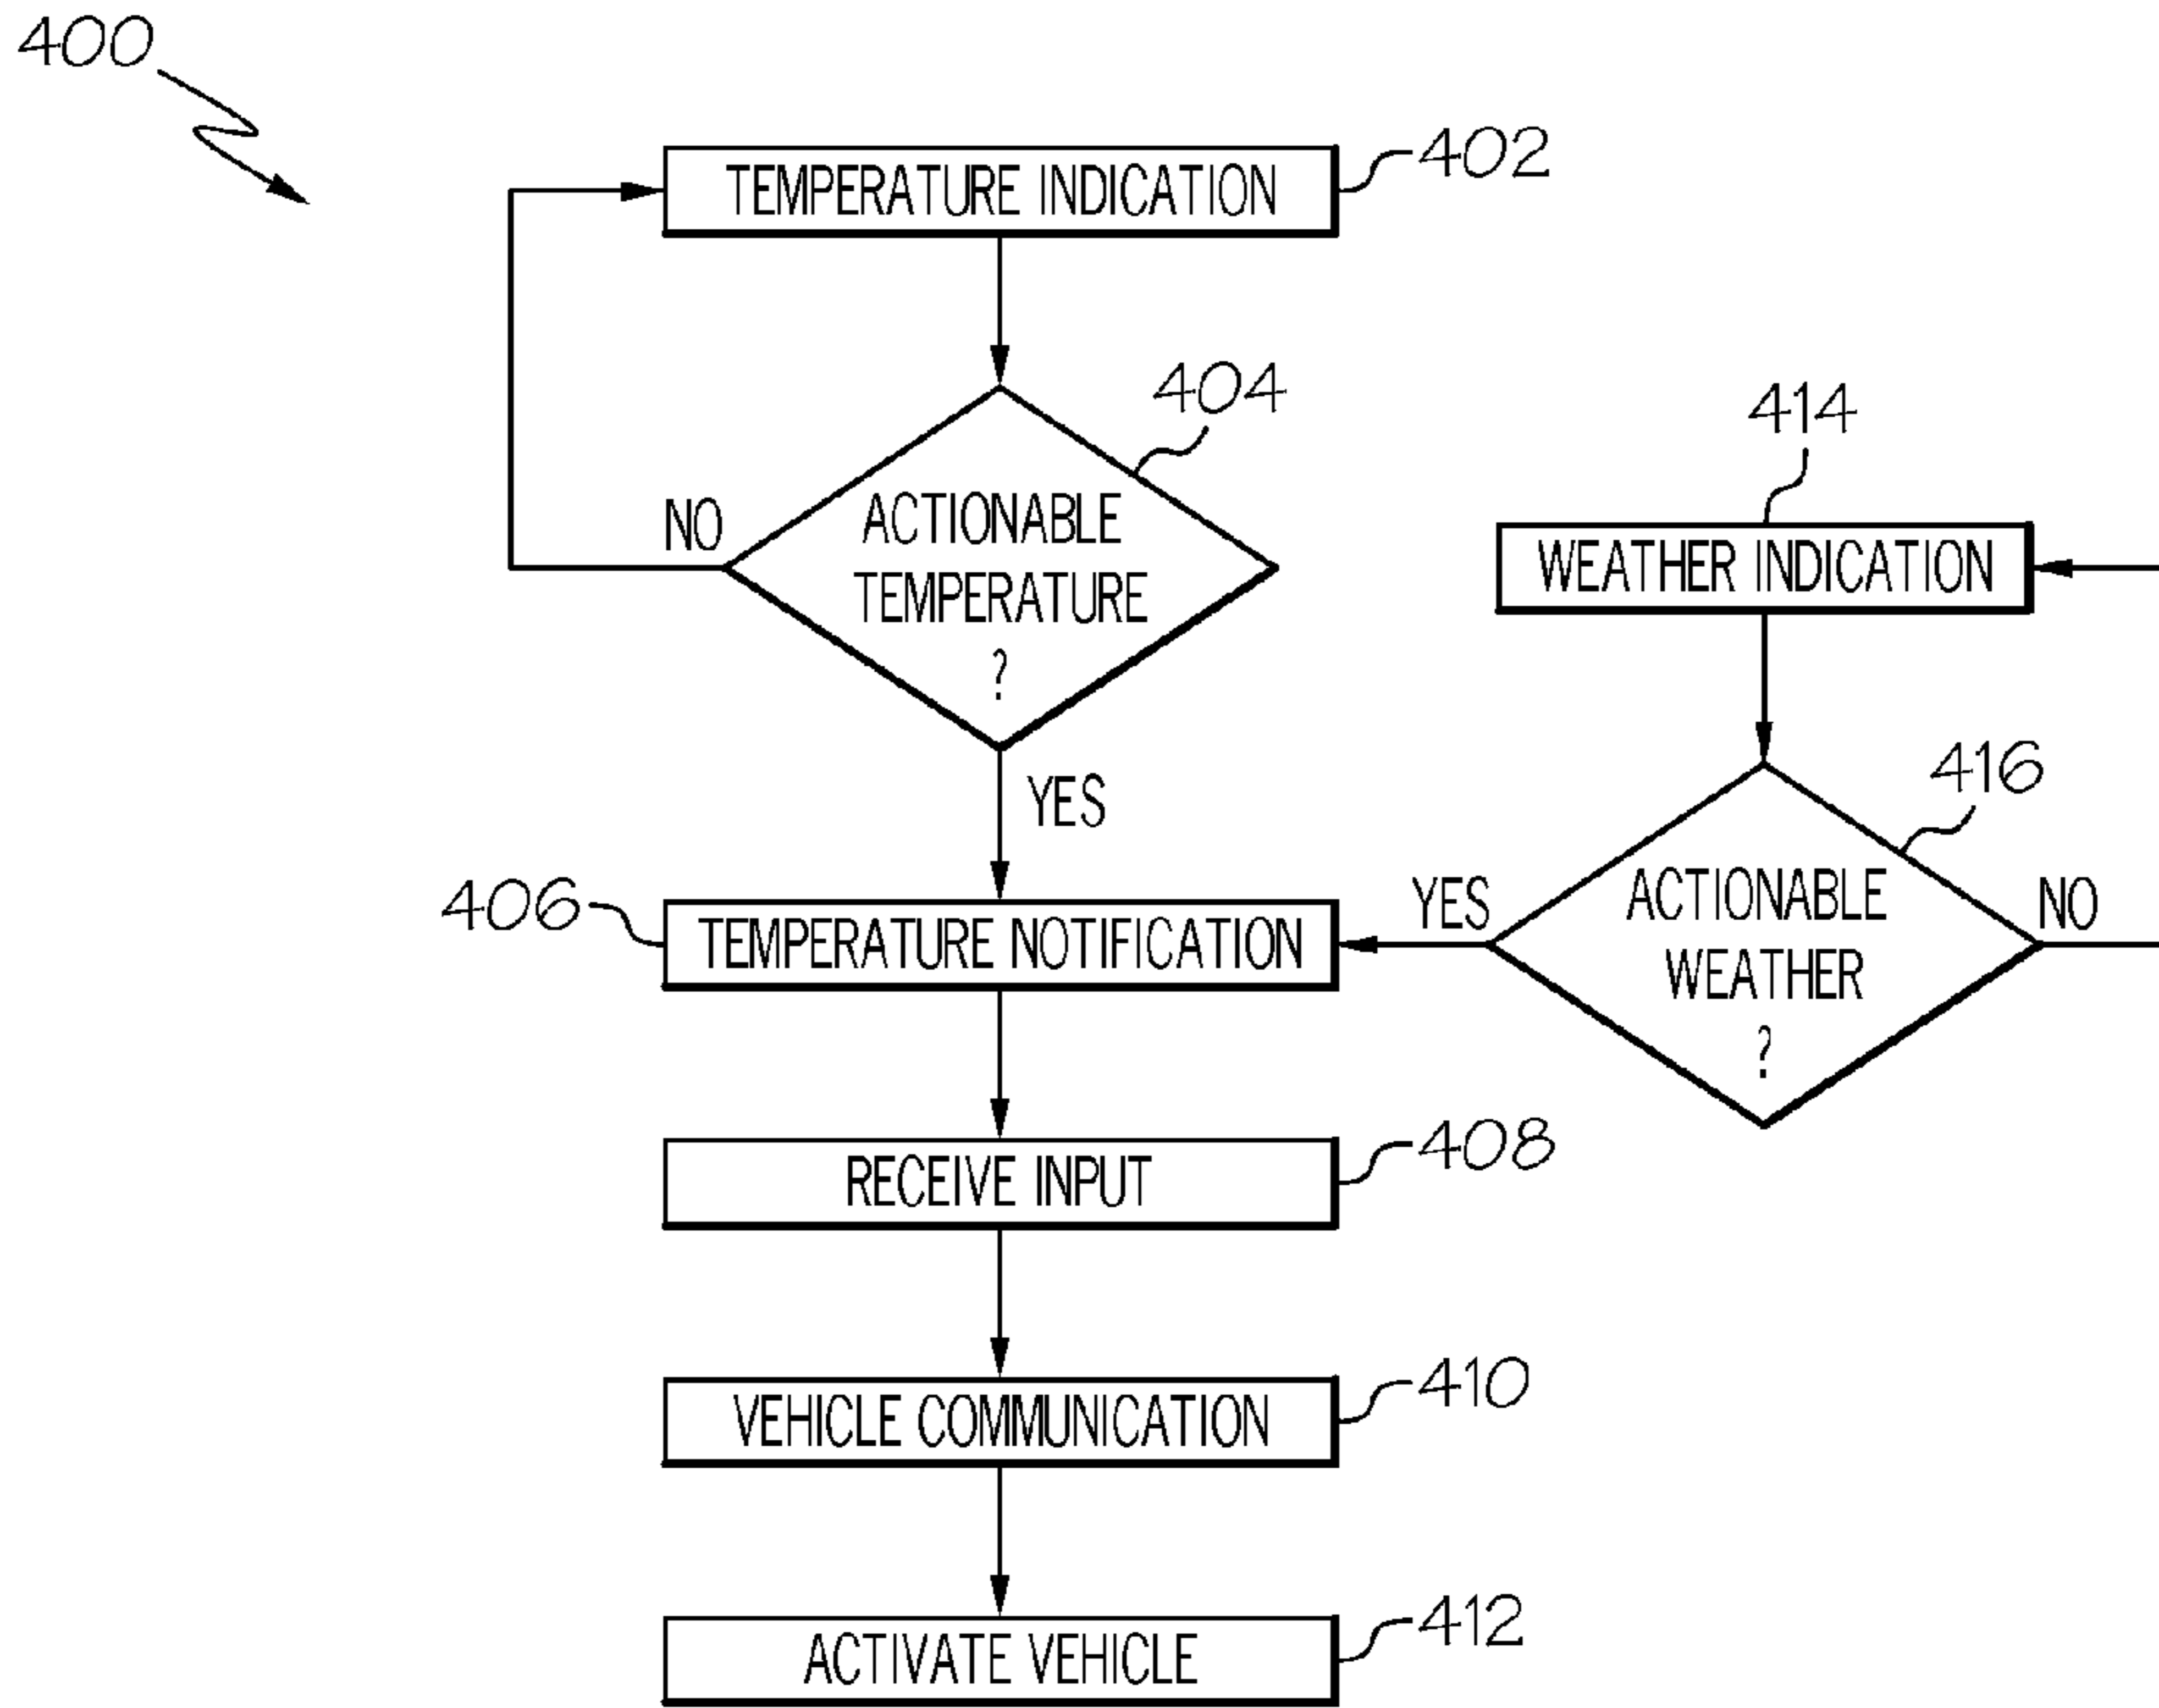 400
TEMPERATURE INDICATION
402
404
ACTIONABLE
TEMPERATURE
?
NO
YES
414
WEATHER INDICATION
416
ACTIONABLE
WEATHER
?
YES
NO
406
TEMPERATURE NOTIFICATION
RECEIVE INPUT
408
VEHICLE COMMUNICATION
410
ACTIVATE VEHICLE
412